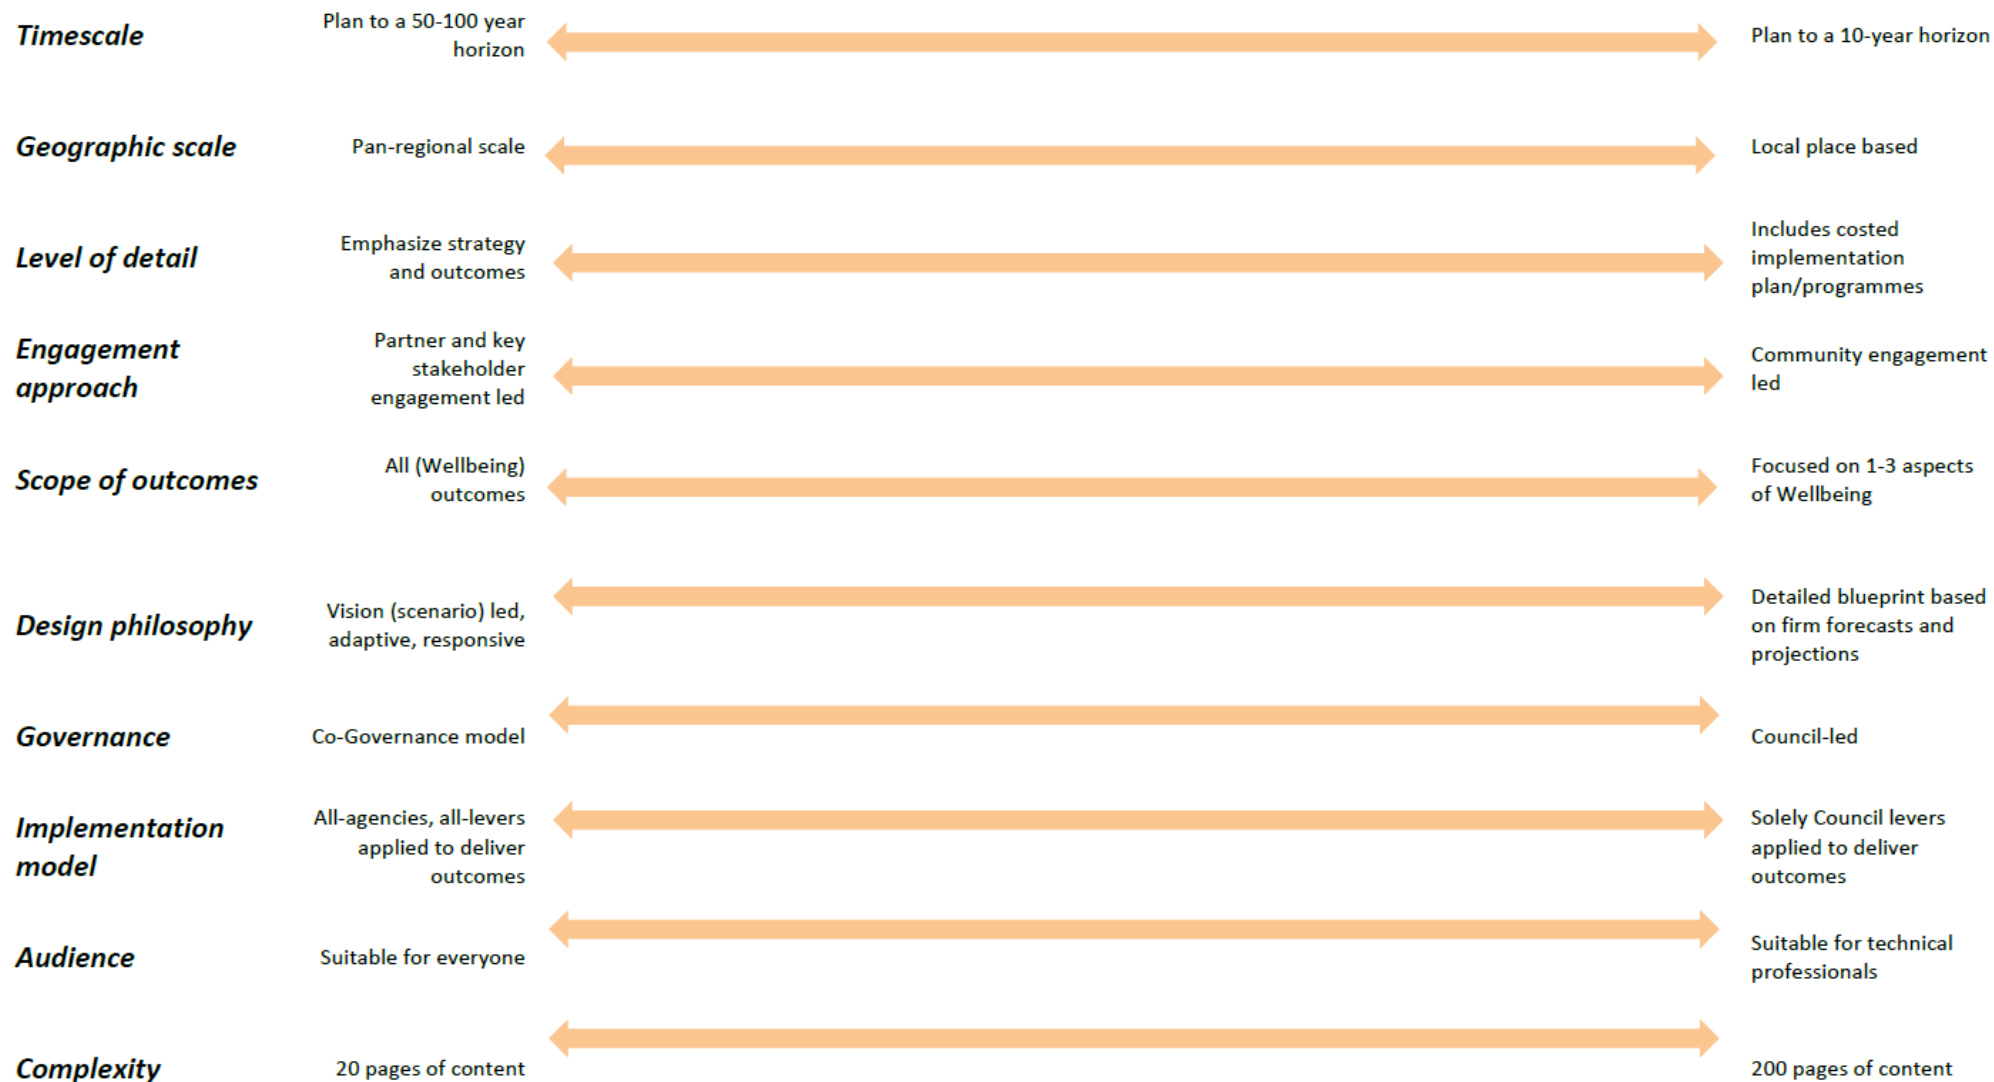 Timescale
Plan to a 50-100 year
horizon
Plan to a 10-year horizon
Geographic scale
Pan-regional scale
Local place based
Level of detail
Emphasize strategy
and outcomes
Includes costed
implementation
plan/programmes
Engagement
approach
Partner and key
stakeholder
engagement led
Community engagement
led
Scope of outcomes
All (Wellbeing)
outcomes
Focused on 1-3 aspects
of Wellbeing
Design philosophy
Vision (scenario) led,
adaptive, responsive
Detailed blueprint based
on firm forecasts and
projections
Governance
Co-Governance model
Council-led
Implementation
model
All-agencies, all-levers
applied to deliver
outcomes
Solely Council levers
applied to deliver
outcomes
Audience
Suitable for everyone
Suitable for technical
professionals
Complexity
20 pages of content
200 pages of content